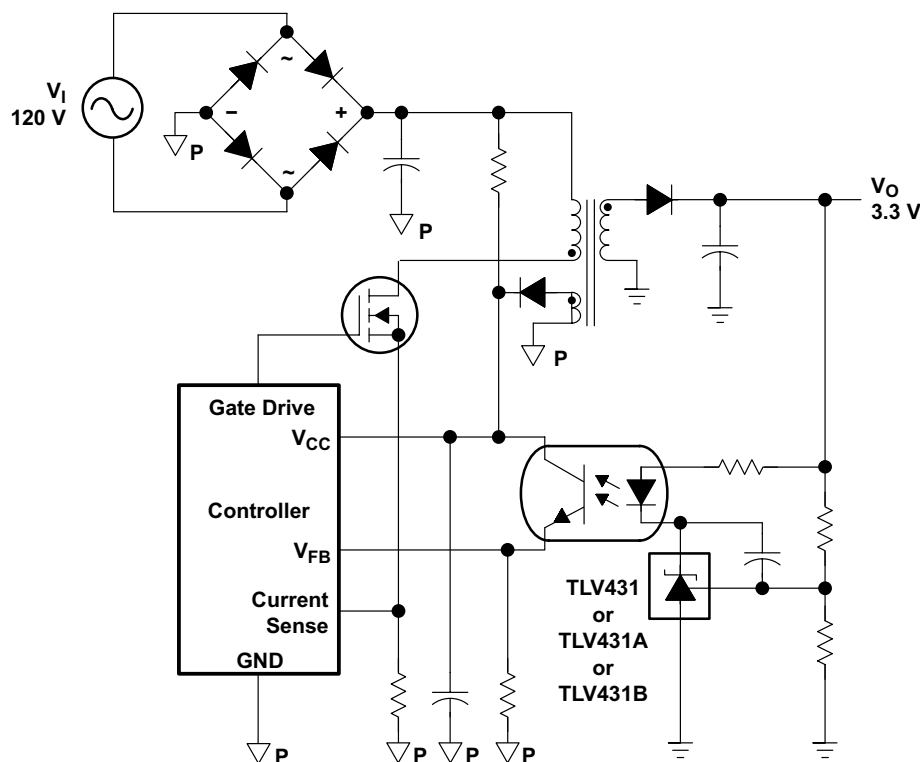 V_I
120 V
~
−
+
~
P
P
V_O
3.3 V
P
Gate Drive
V_CC
Controller
V_FB
Current
Sense
GND
TLV431
or
TLV431A
or
TLV431B
P
P
P
P